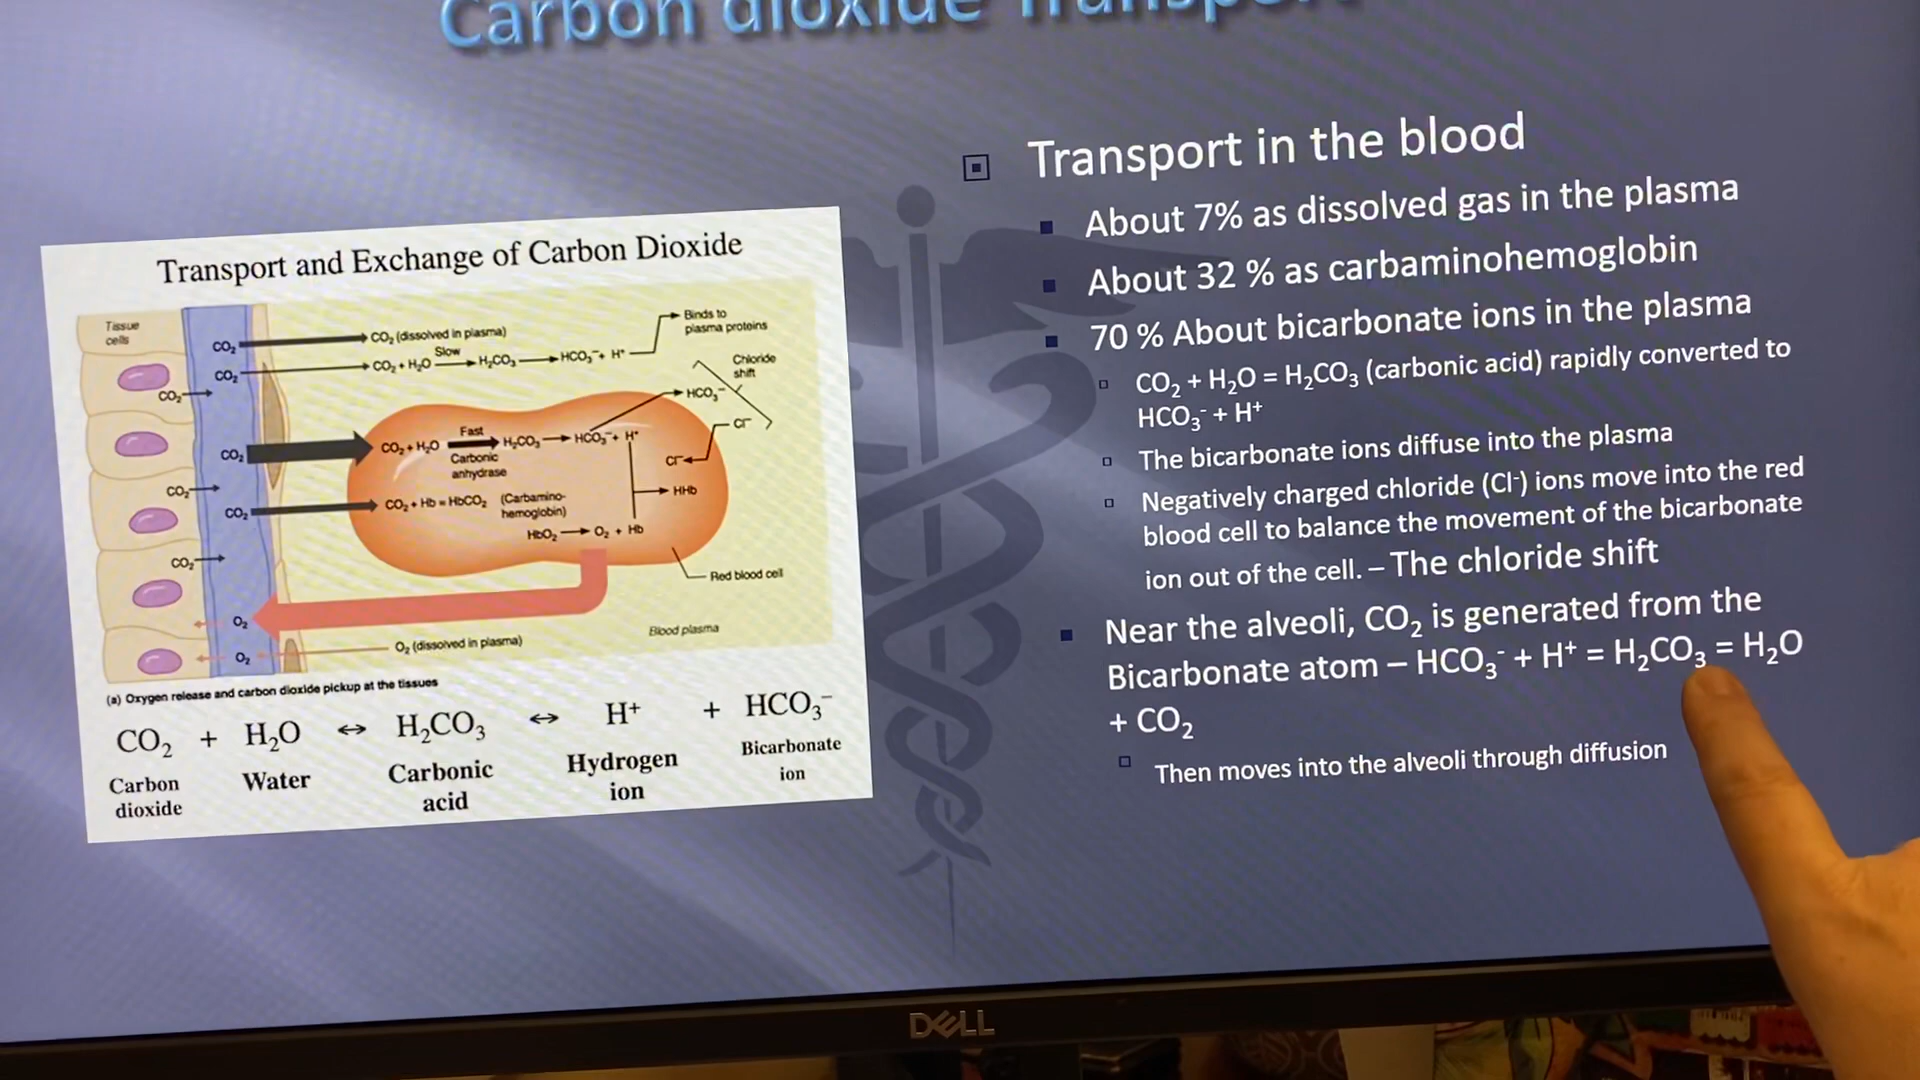 Carbon dioxide Transport
Transport and Exchange of Carbon Dioxide
Tissue
cells
CO₂
CO₂ (dissolved in plasma)
Binds to
plasma proteins
CO₂
CO₂ + H₂O
Slow
H₂CO₃
HCO₃⁻ + H⁺
Chloride
shift
CO₂
HCO₃⁻
Cl⁻
CO₂
CO₂ + H₂O
Fast
Carbonic
anhydrase
H₂CO₃
HCO₃⁻ + H⁺
Cl⁻
HHb
CO₂
CO₂
CO₂ + Hb = HbCO₂
(Carbamino-
hemoglobin)
HbO₂
O₂ + Hb
CO₂
Red blood cell
O₂
O₂
O₂ (dissolved in plasma)
Blood plasma
(a) Oxygen release and carbon dioxide pickup at the tissues
CO₂ + H₂O ↔ H₂CO₃ ↔ H⁺ + HCO₃⁻
Carbon
dioxide
Water
Carbonic
acid
Hydrogen
ion
Bicarbonate
ion
Transport in the blood
About 7% as dissolved gas in the plasma
About 32 % as carbaminohemoglobin
70 % About bicarbonate ions in the plasma
CO₂ + H₂O = H₂CO₃ (carbonic acid) rapidly converted to
HCO₃⁻ + H⁺
The bicarbonate ions diffuse into the plasma
Negatively charged chloride (Cl⁻) ions move into the red
blood cell to balance the movement of the bicarbonate
ion out of the cell. – The chloride shift
Near the alveoli, CO₂ is generated from the
Bicarbonate atom – HCO₃⁻ + H⁺ = H₂CO₃ = H₂O
+ CO₂
Then moves into the alveoli through diffusion
DELL